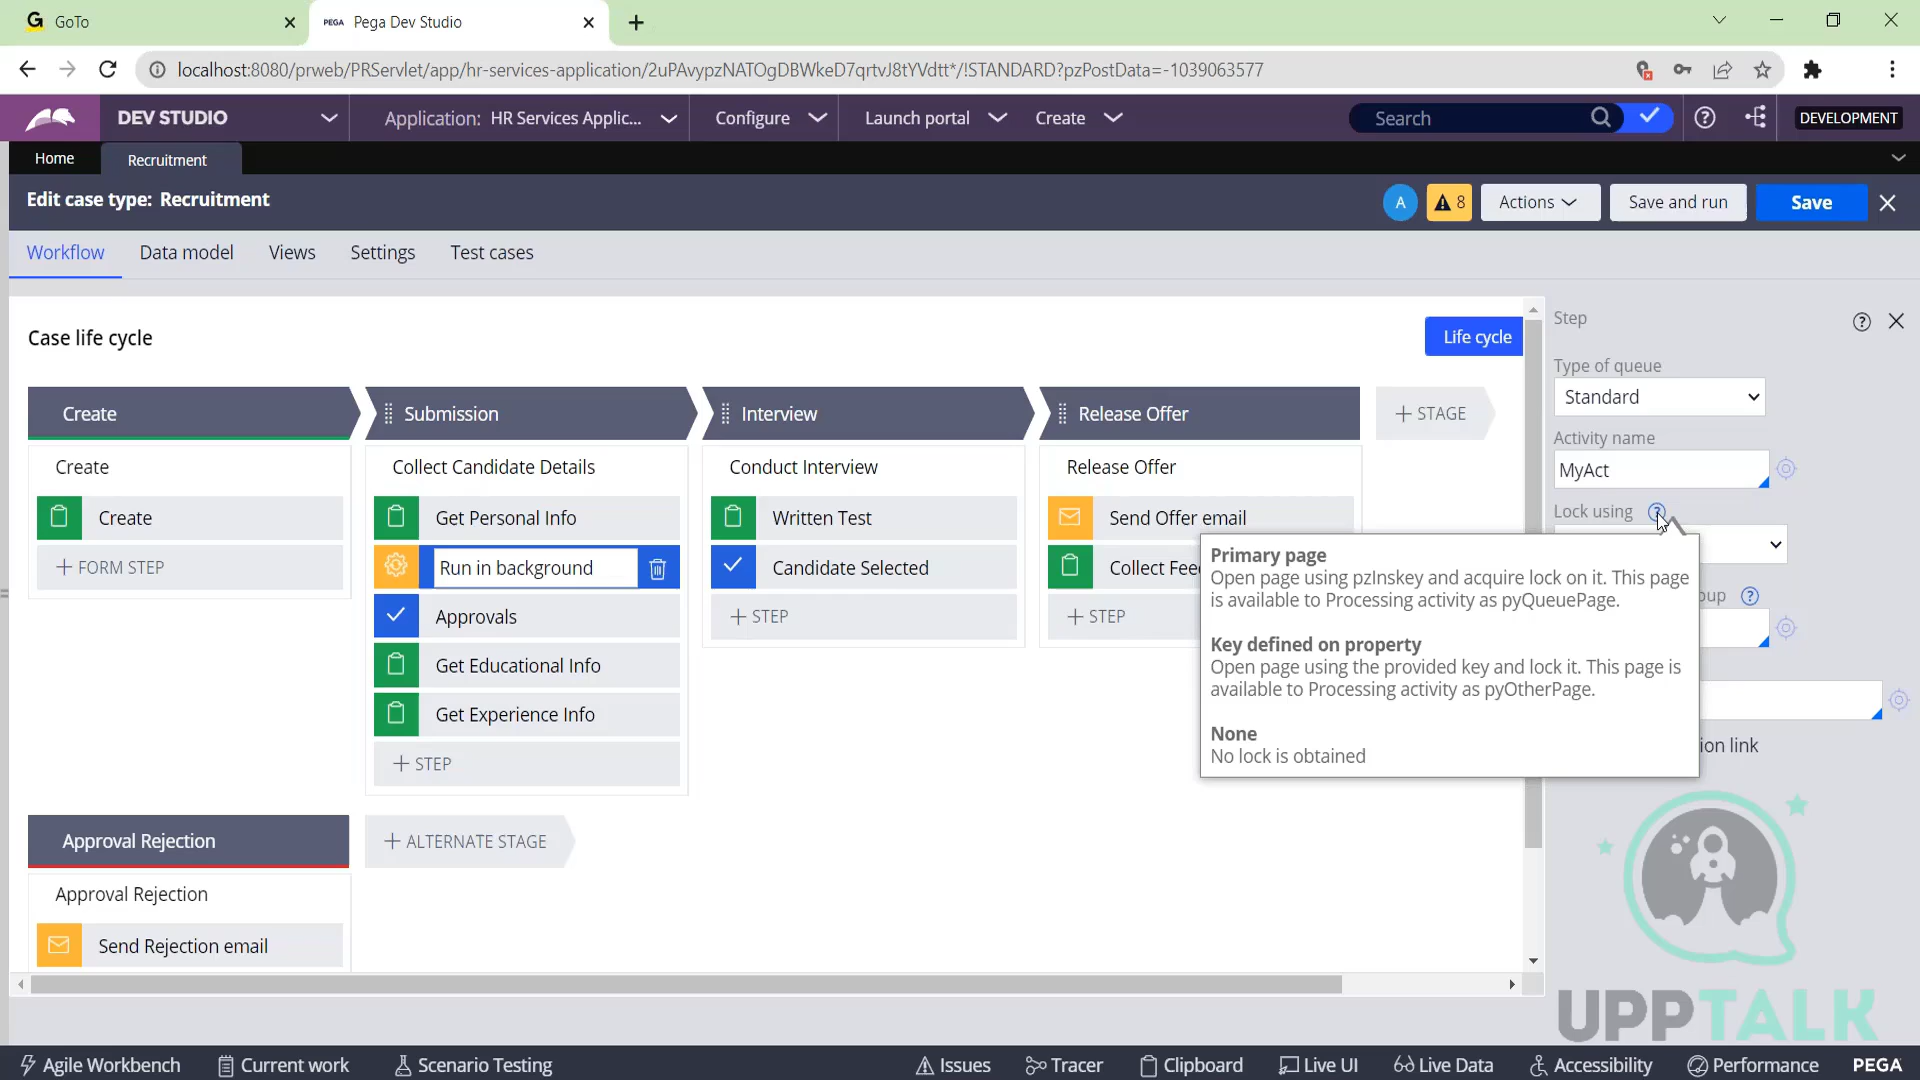 GoTo
PEGA Pega Dev Studio
localhost:8080/prweb/PRServlet/app/hr-services-application/2uPAvypzNATOgDBWkeD7qrtvJ8tYVdtt*/!STANDARD?pzPostData=-1039063577
DEV STUDIO
Application: HR Services Applic...
Configure
Launch portal
Create
Search
DEVELOPMENT
Home
Recruitment
Edit case type: Recruitment
A
8
Actions
Save and run
Save
Workflow
Data model
Views
Settings
Test cases
Case life cycle
Life cycle
Create
Submission
Interview
Release Offer
+ STAGE
Create
Create
+ FORM STEP
Collect Candidate Details
Get Personal Info
Run in background
Approvals
Get Educational Info
Get Experience Info
+ STEP
Conduct Interview
Written Test
Candidate Selected
+ STEP
Release Offer
Send Offer email
Collect Fee
+ STEP
Approval Rejection
+ ALTERNATE STAGE
Approval Rejection
Send Rejection email
Step
Type of queue
Standard
Activity name
MyAct
Lock using
Primary page
Open page using pzInskey and acquire lock on it. This page
is available to Processing activity as pyQueuePage.
Key defined on property
Open page using the provided key and lock it. This page is
available to Processing activity as pyOtherPage.
None
No lock is obtained
oup
ion link
UPPTALK
Agile Workbench
Current work
Scenario Testing
Issues
Tracer
Clipboard
Live UI
Live Data
Accessibility
Performance
PEGA